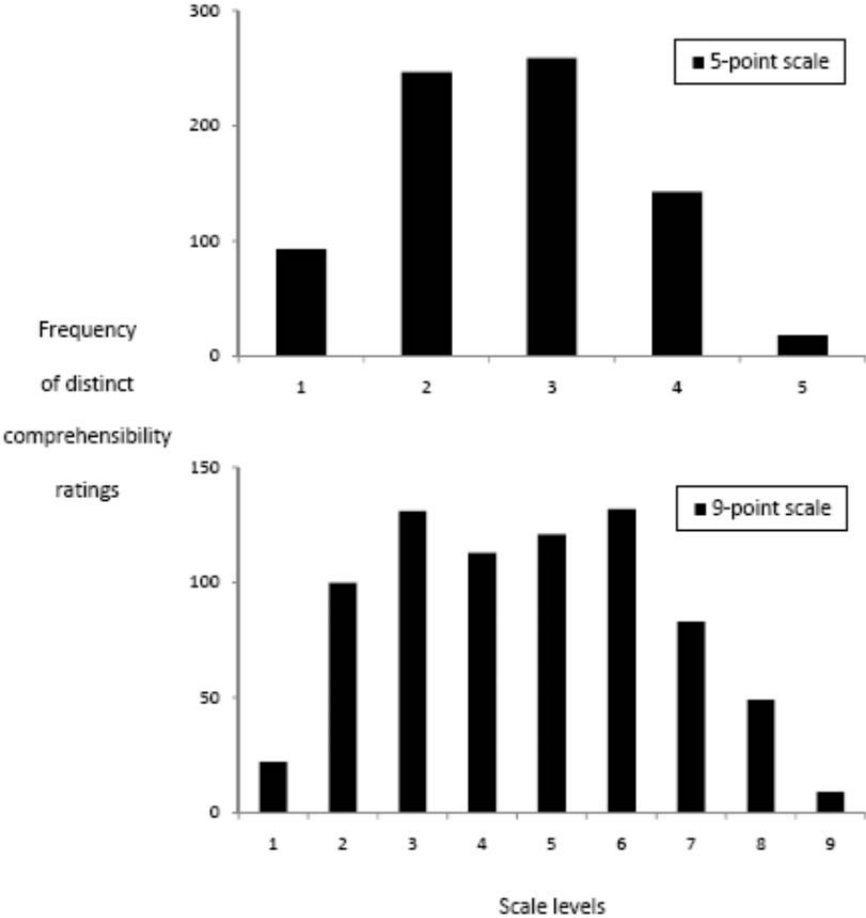 300
5-point scale
200
100
0
1 2 3 4 5
Frequency
of distinct
comprehensibility
ratings
150
9-point scale
100
50
0
1 2 3 4 5 6 7 8 9
Scale levels